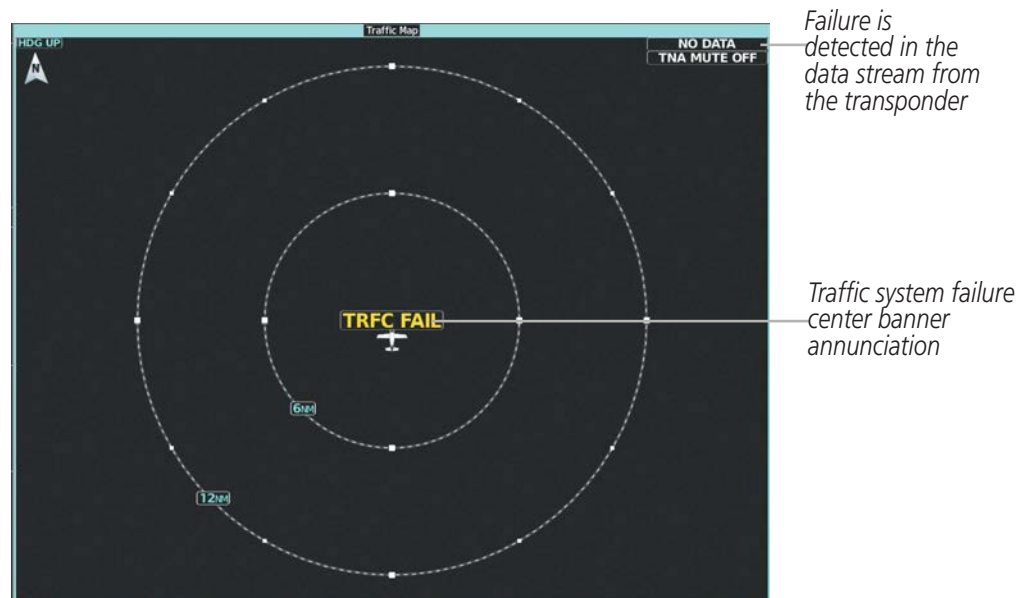 Traffic Map
HDG UP
N
NO DATA
TNA MUTE OFF
Failure is
detected in the
data stream from
the transponder
TRFC FAIL
Traffic system failure
center banner
annunciation
6NM
12NM